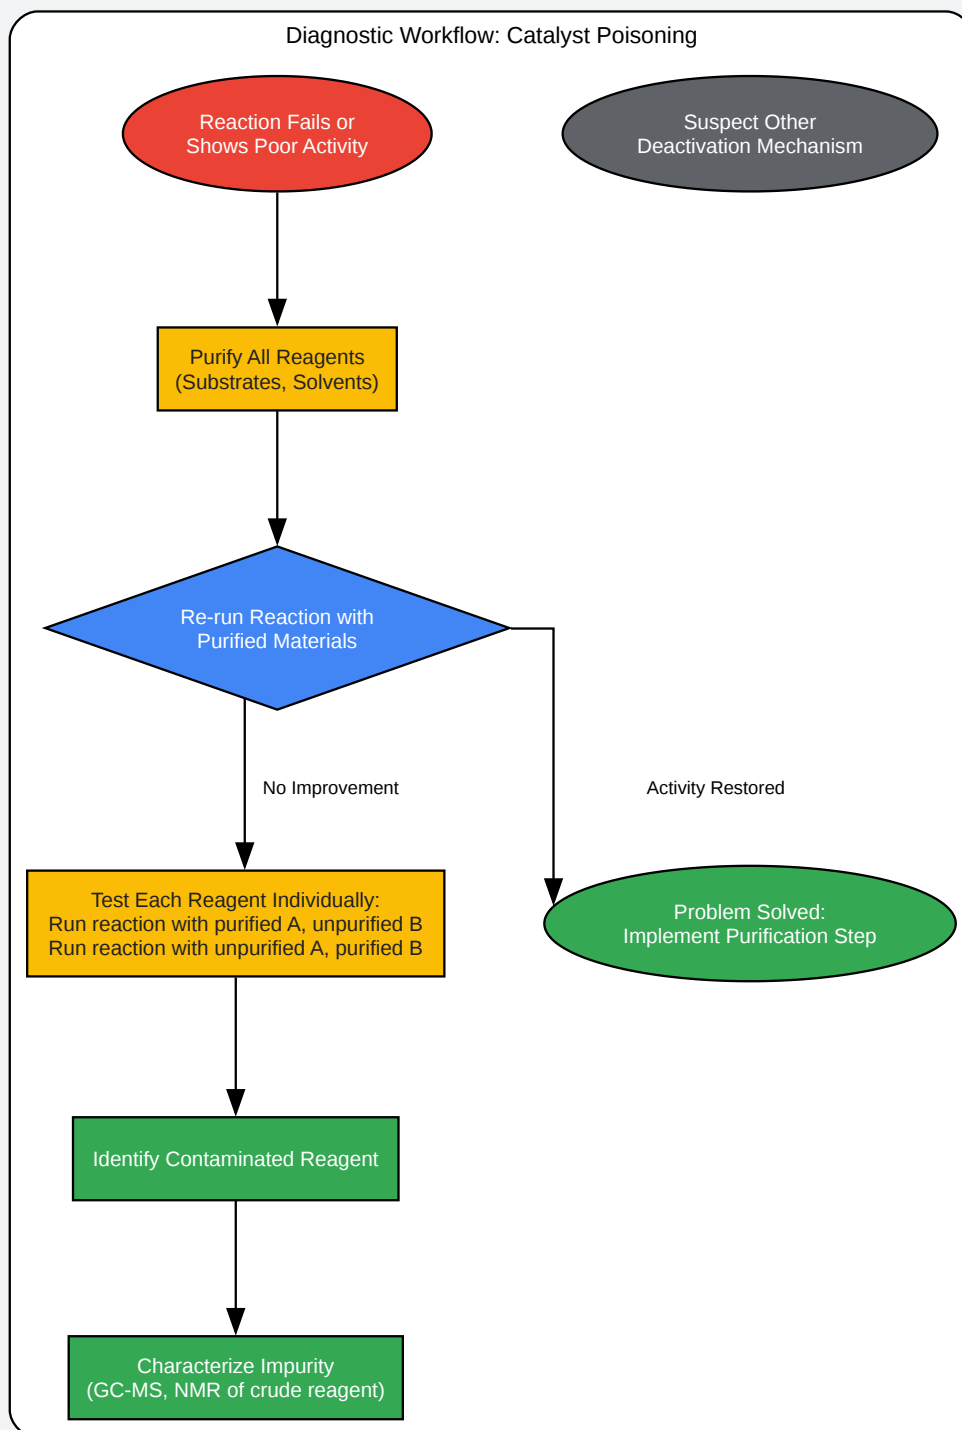 Diagnostic Workflow: Catalyst Poisoning
Reaction Fails or
Shows Poor Activity
Suspect Other
Deactivation Mechanism
Purify All Reagents
(Substrates, Solvents)
Re-run Reaction with
Purified Materials
No Improvement
Activity Restored
Test Each Reagent Individually:
Run reaction with purified A, unpurified B
Run reaction with unpurified A, purified B
Problem Solved:
Implement Purification Step
Identify Contaminated Reagent
Characterize Impurity
(GC-MS, NMR of crude reagent)